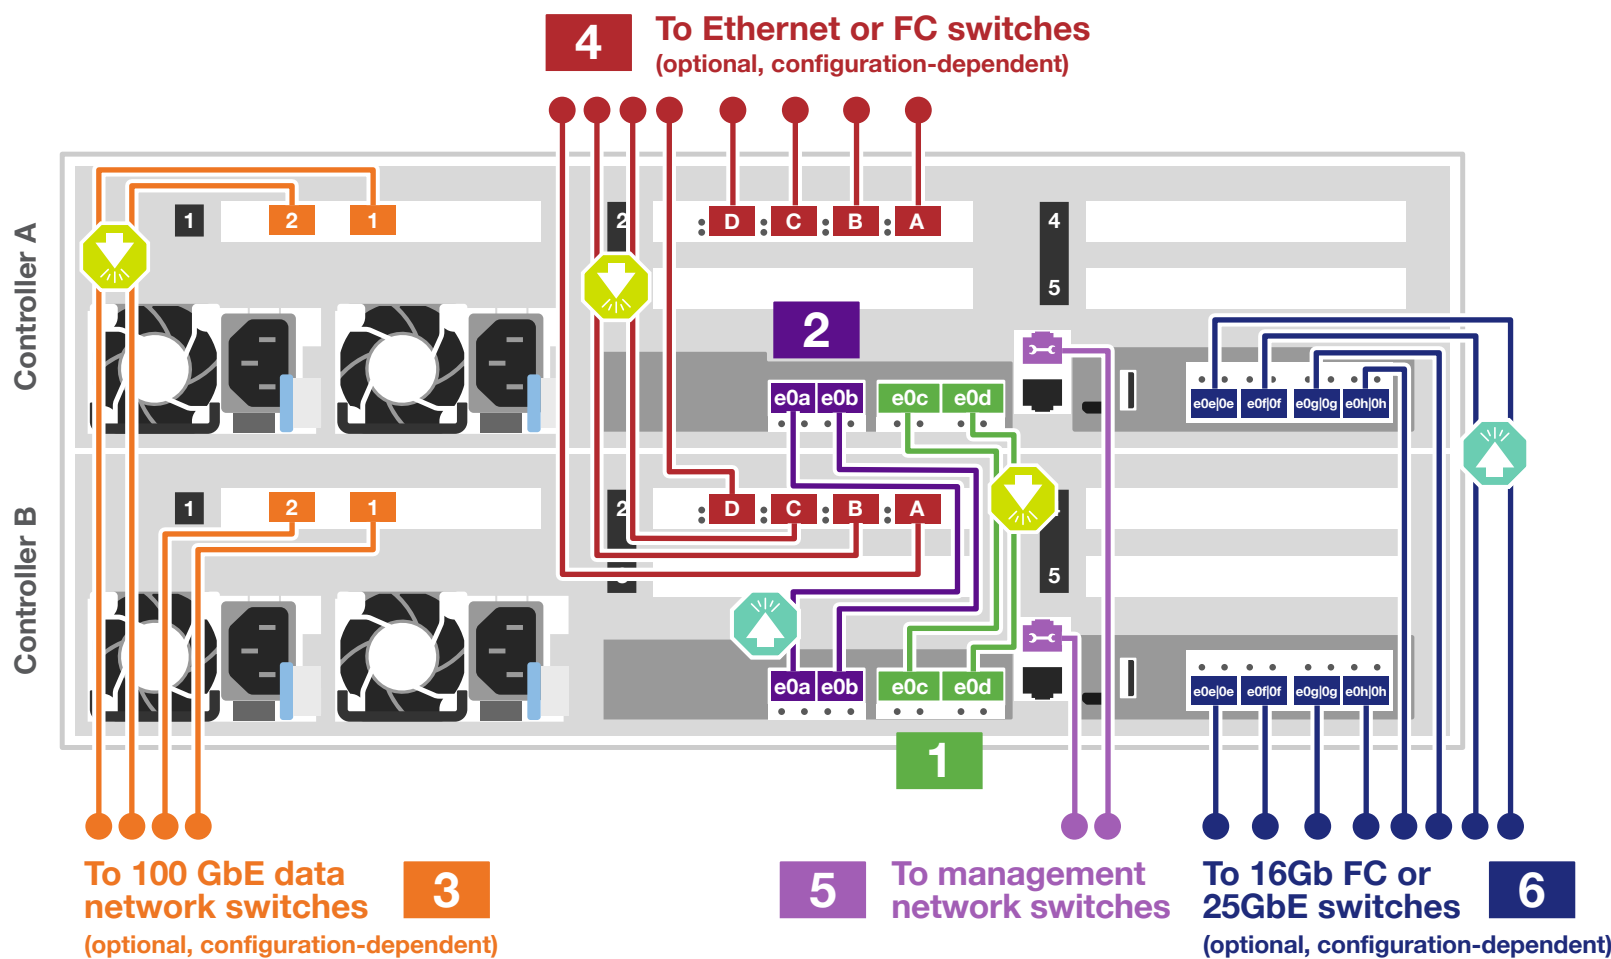 4
To Ethernet or FC switches
(optional, configuration-dependent)
Controller A
1
2
1
2
D
C
B
A
4
5
2
e0a
e0b
e0c
e0d
e0e|0e
e0f|0f
e0g|0g
e0h|0h
Controller B
1
2
1
2
D
C
B
A
5
e0a
e0b
e0c
e0d
e0e|0e
e0f|0f
e0g|0g
e0h|0h
1
To 100 GbE data
network switches
(optional, configuration-dependent)
3
5
To management
network switches
To 16Gb FC or
25GbE switches
(optional, configuration-dependent)
6